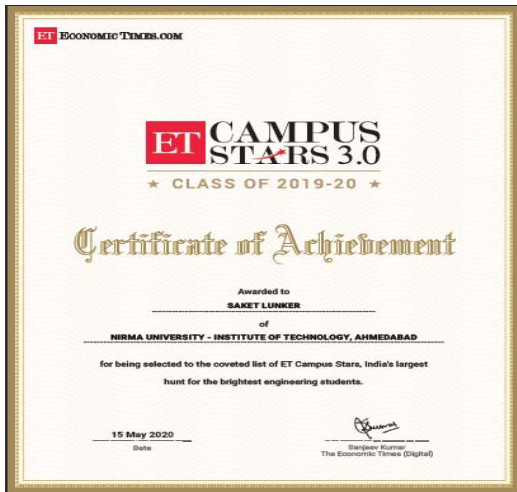 ET ECONOMIC TIMES.COM
ET CAMPUS
STARS 3.0
★ CLASS OF 2019-20 ★
Certificate of Achievement
Awarded to
SAKET LUNKER
of
NIRMA UNIVERSITY - INSTITUTE OF TECHNOLOGY, AHMEDABAD
for being selected to the coveted list of ET Campus Stars, India's largest
hunt for the brightest engineering students.
15 May 2020
Date
Sanjeev Kumar
The Economic Times (Digital)